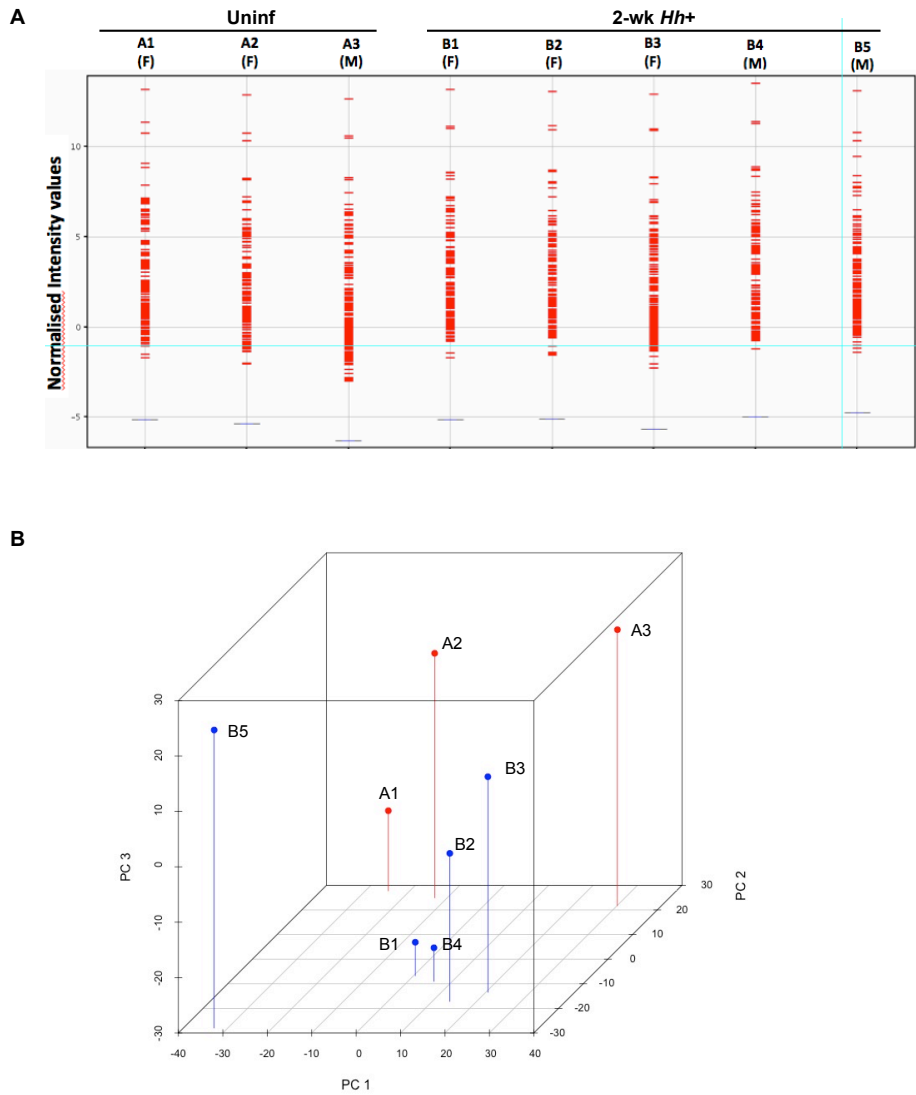 A
Uninf
2-wk Hh+
A1 A2 A3 B1 B2 B3 B4 B5
(F) (F) (M) (F) (F) (F) (M) (M)
Normalised Intensity values
10
5
0
-5
B
A3
A2
30
B5
B3
20
A1
10
B2
PC 3
0
30
PC 2
20
-10
B1
B4
10
0
-20
-10
-20
-30
-30
-40 -30 -20 -10 0 10 20 30 40
PC 1